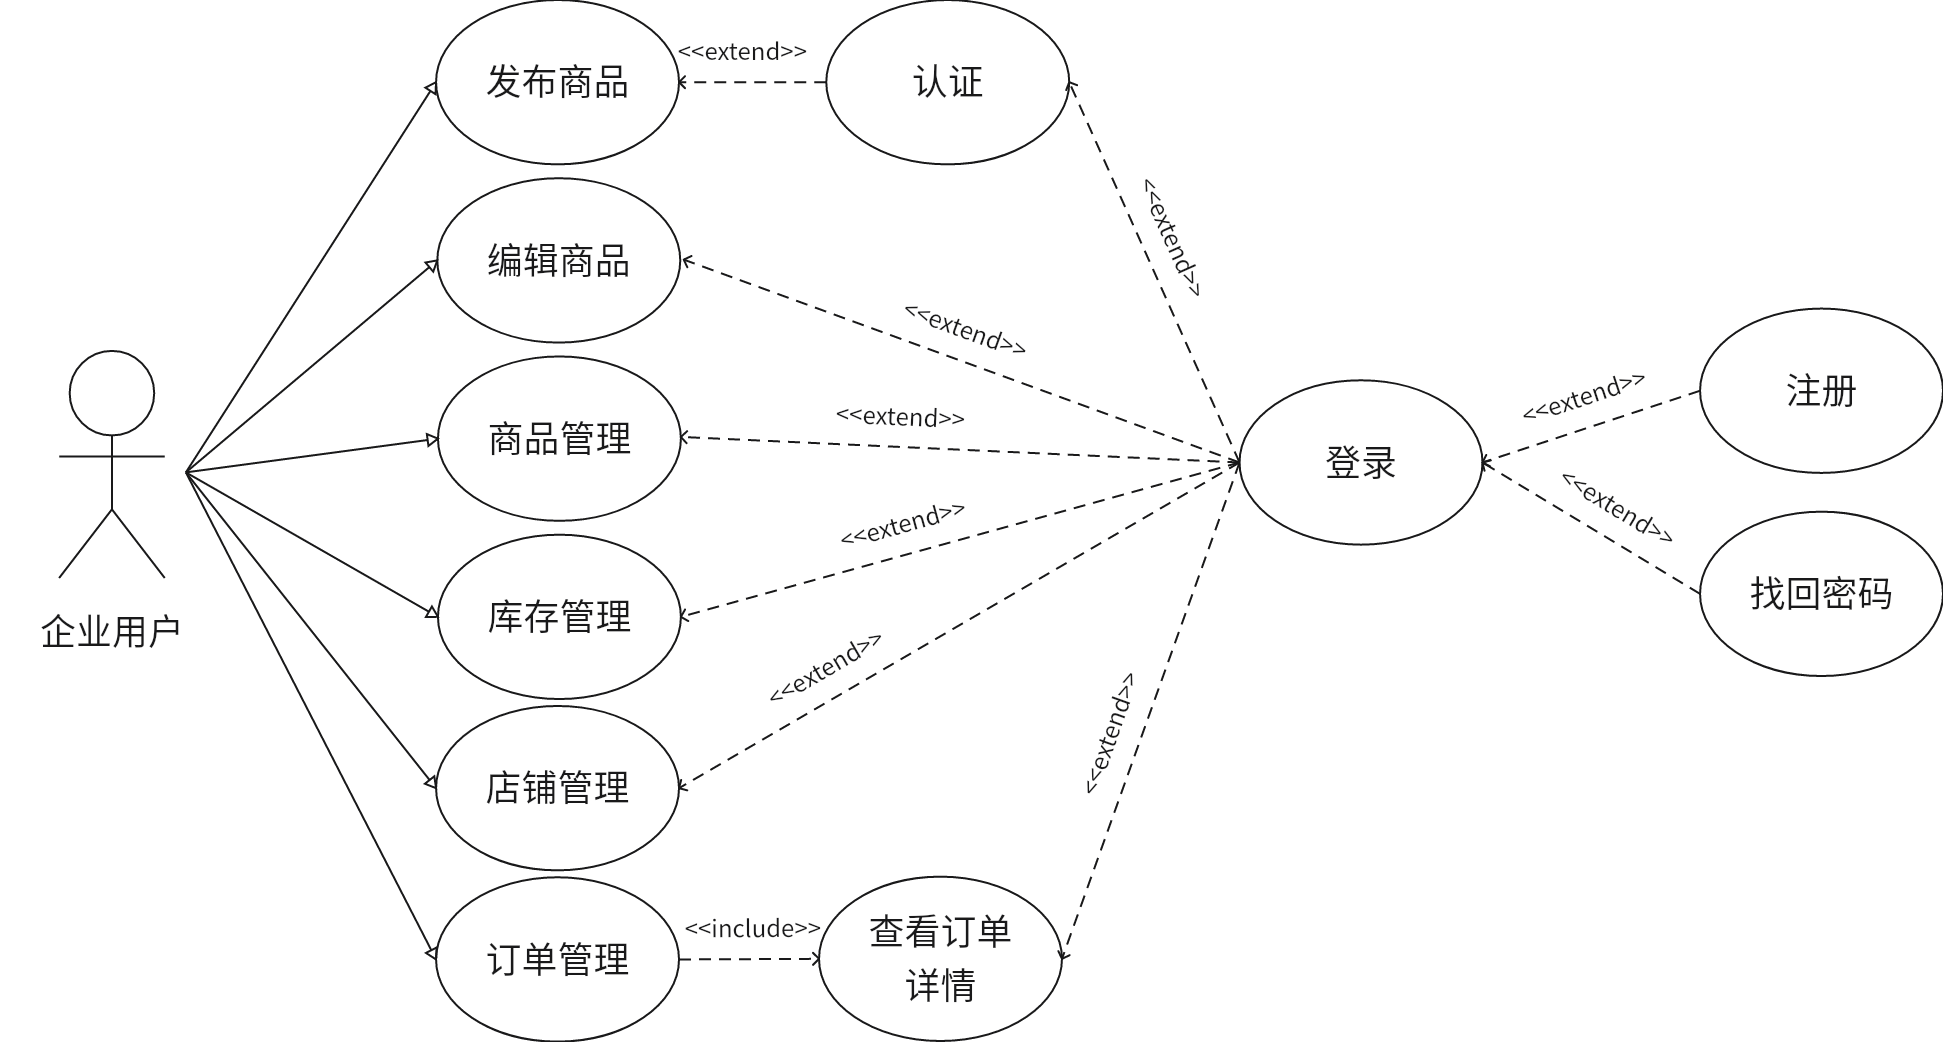 发布商品
<<extend>>
认证
<<extend>>
编辑商品
<<extend>>
商品管理
<<extend>>
登录
<<extend>>
注册
<<extend>>
找回密码
企业用户
库存管理
<<extend>>
店铺管理
<<extend>>
<<extend>>
订单管理
<<include>>
查看订单
详情